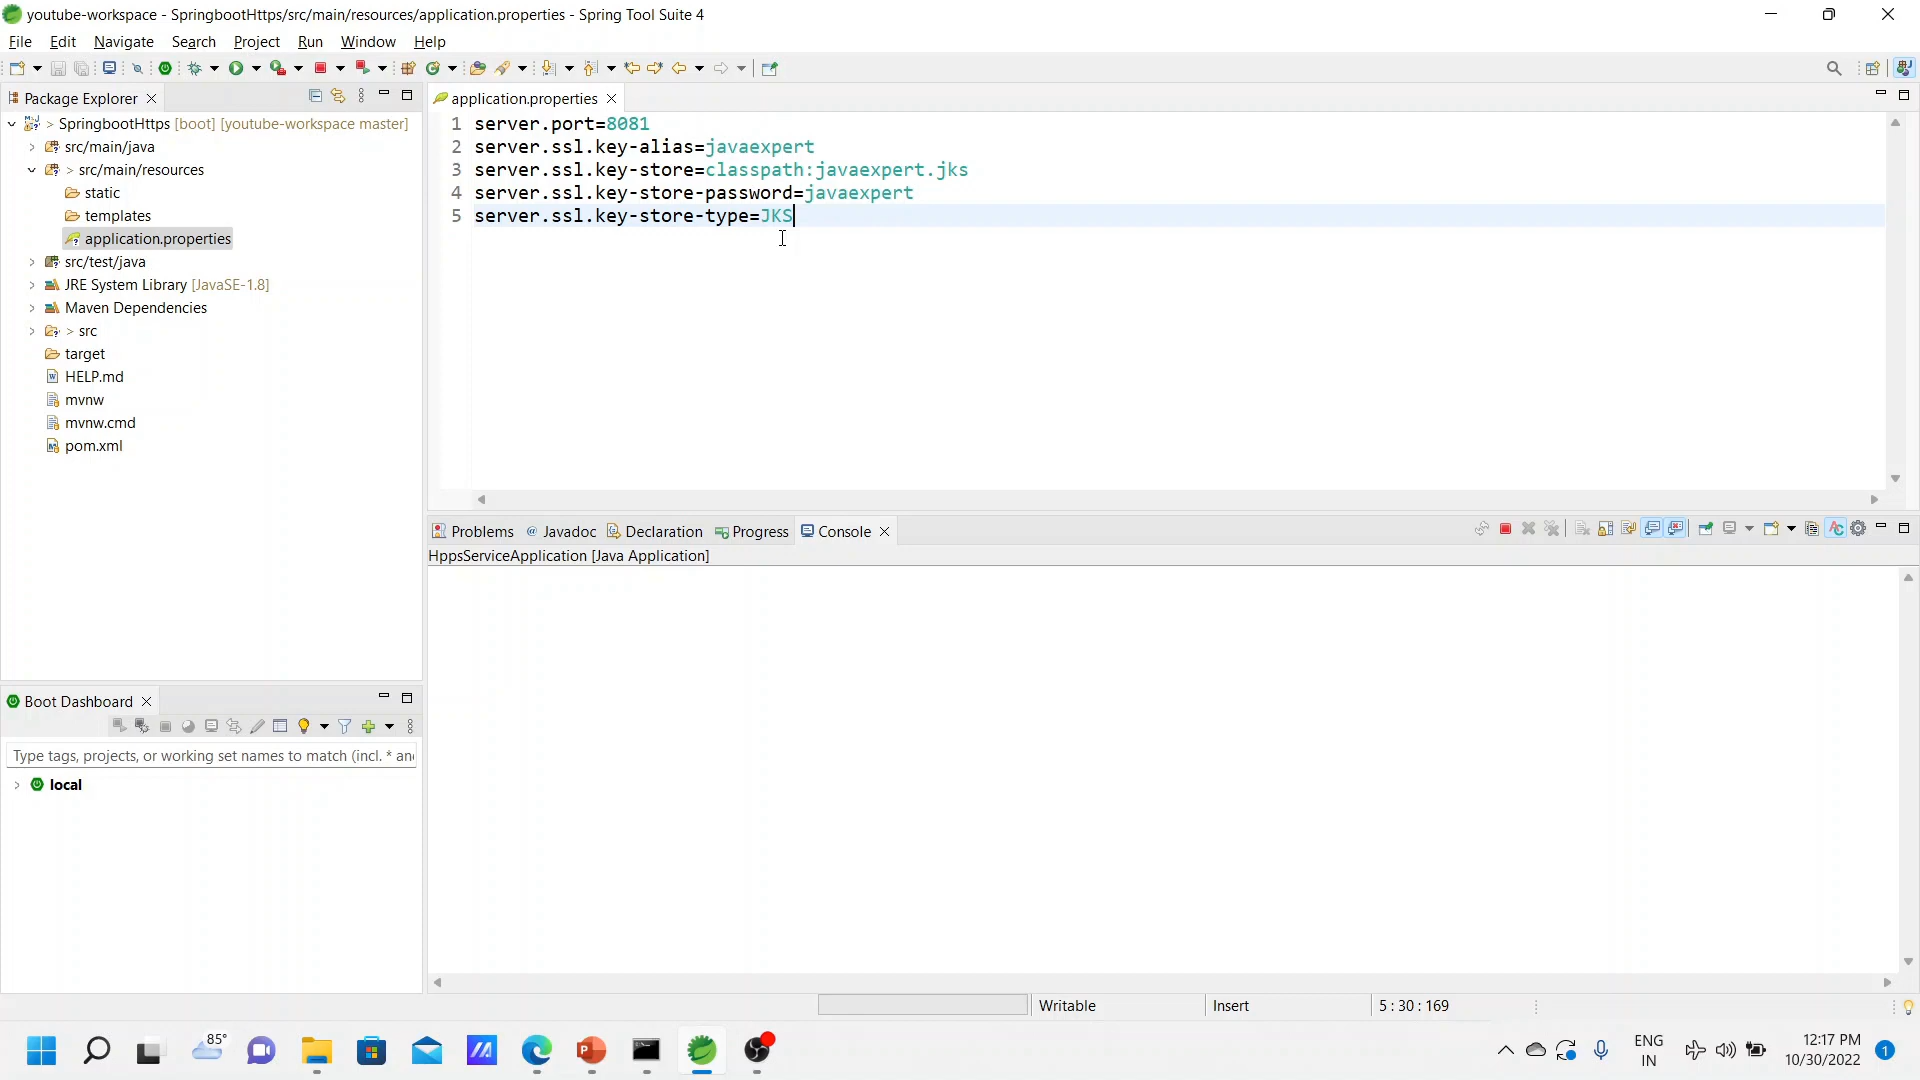 youtube-workspace - SpringbootHttps/src/main/resources/application.properties - Spring Tool Suite 4
File Edit Navigate Search Project Run Window Help
Package Explorer
> SpringbootHttps [boot] [youtube-workspace master]
src/main/java
> src/main/resources
static
templates
application.properties
src/test/java
JRE System Library [JavaSE-1.8]
Maven Dependencies
> src
target
HELP.md
mvnw
mvnw.cmd
pom.xml
application.properties
1 server.port=8081
2 server.ssl.key-alias=javaexpert
3 server.ssl.key-store=classpath:javaexpert.jks
4 server.ssl.key-store-password=javaexpert
5 server.ssl.key-store-type=JKS
Problems @ Javadoc Declaration Progress Console
HppsServiceApplication [Java Application]
Boot Dashboard
Type tags, projects, or working set names to match (incl. * an
local
Writable Insert 5 : 30 : 169
85°
ENG
IN
12:17 PM
10/30/2022
1